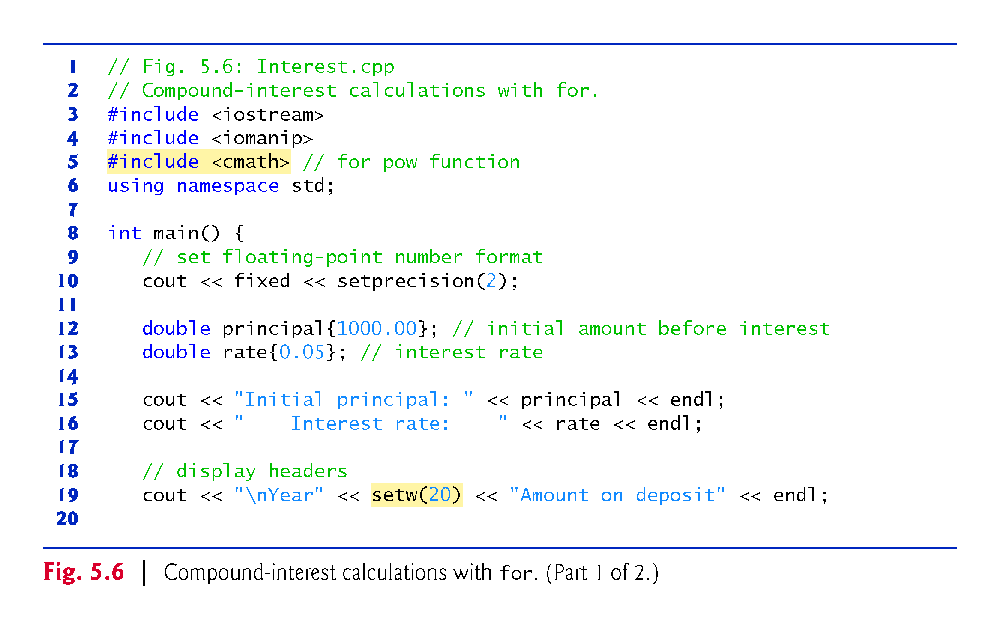 1 // Fig. 5.6: Interest.cpp
2 // Compound-interest calculations with for.
3 #include <iostream>
4 #include <iomanip>
5 #include <cmath> // for pow function
6 using namespace std;
7
8 int main() {
9    // set floating-point number format
10    cout << fixed << setprecision(2);
11
12    double principal{1000.00}; // initial amount before interest
13    double rate{0.05}; // interest rate
14
15    cout << "Initial principal: " << principal << endl;
16    cout << "    Interest rate:    " << rate << endl;
17
18    // display headers
19    cout << "\nYear" << setw(20) << "Amount on deposit" << endl;
20
Fig. 5.6 | Compound-interest calculations with for. (Part 1 of 2.)